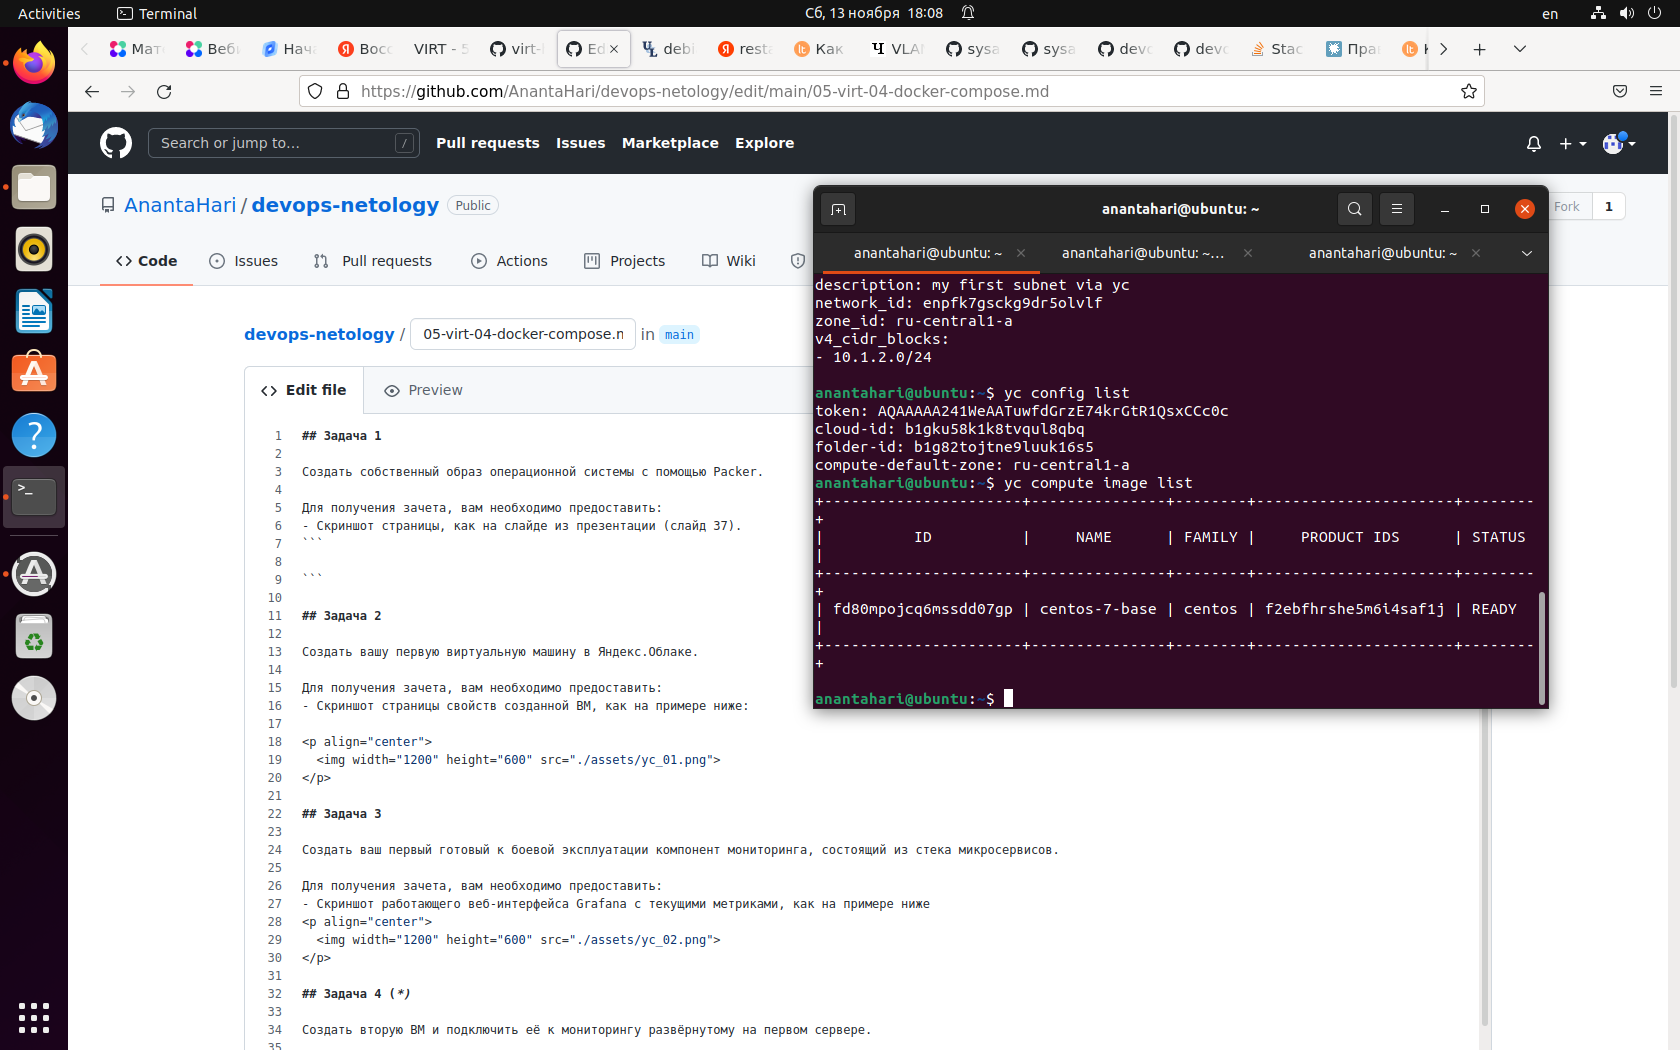 Activities
Terminal
Сб, 13 ноября 18:08
en
Мат
Веб
Нач
Восс
VIRT - 5
virt-
Ed
debi
rest
Как
VLA
sysa
sysa
devo
devo
Stac
Пра
https://github.com/AnantaHari/devops-netology/edit/main/05-virt-04-docker-compose.md
Search or jump to…
/
Pull requests
Issues
Marketplace
Explore
AnantaHari / devops-netology
Public
Fork
1
Code
Issues
Pull requests
Actions
Projects
Wiki
devops-netology / 05-virt-04-docker-compose.m in main
Edit file
Preview
1 ## Задача 1
2
3 Создать собственный образ операционной системы с помощью Packer.
4
5 Для получения зачета, вам необходимо предоставить:
6 - Скриншот страницы, как на слайде из презентации (слайд 37).
7 ```
8
9 ```
10
11 ## Задача 2
12
13 Создать вашу первую виртуальную машину в Яндекс.Облаке.
14
15 Для получения зачета, вам необходимо предоставить:
16 - Скриншот страницы свойств созданной ВМ, как на примере ниже:
17
18 <p align="center">
19 <img width="1200" height="600" src="./assets/yc_01.png">
20 </p>
21
22 ## Задача 3
23
24 Создать ваш первый готовый к боевой эксплуатации компонент мониторинга, состоящий из стека микросервисов.
25
26 Для получения зачета, вам необходимо предоставить:
27 - Скриншот работающего веб-интерфейса Grafana с текущими метриками, как на примере ниже
28 <p align="center">
29 <img width="1200" height="600" src="./assets/yc_02.png">
30 </p>
31
32 ## Задача 4 (*)
33
34 Создать вторую ВМ и подключить её к мониторингу развёрнутому на первом сервере.
35
anantahari@ubuntu: ~
anantahari@ubuntu: ~
anantahari@ubuntu: ~...
anantahari@ubuntu: ~
description: my first subnet via yc
network_id: enpfk7gsckg9dr5olvlf
zone_id: ru-central1-a
v4_cidr_blocks:
- 10.1.2.0/24
anantahari@ubuntu:~$ yc config list
token: AQAAAAA241WeAATuwfdGrzE74krGtR1QsxCCc0c
cloud-id: b1gku58k1k8tvqul8qbq
folder-id: b1g82tojtne9luuk16s5
compute-default-zone: ru-central1-a
anantahari@ubuntu:~$ yc compute image list
+----------------------+---------------+--------+----------------------+--------
+
| ID | NAME | FAMILY | PRODUCT IDS | STATUS
|
+----------------------+---------------+--------+----------------------+--------
+
| fd80mpojcq6mssdd07gp | centos-7-base | centos | f2ebfhrshe5m6i4saf1j | READY
|
+----------------------+---------------+--------+----------------------+--------
+
anantahari@ubuntu:~$